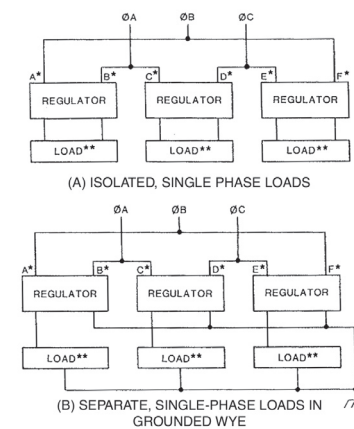 ØA ØB ØC
A* B* C* D* E* F*
REGULATOR REGULATOR REGULATOR
LOAD** LOAD** LOAD**
(A) ISOLATED, SINGLE PHASE LOADS
ØA ØB ØC
A* B* C* D* E* F*
REGULATOR REGULATOR REGULATOR
LOAD** LOAD** LOAD**
(B) SEPARATE, SINGLE-PHASE LOADS IN
GROUNDED WYE